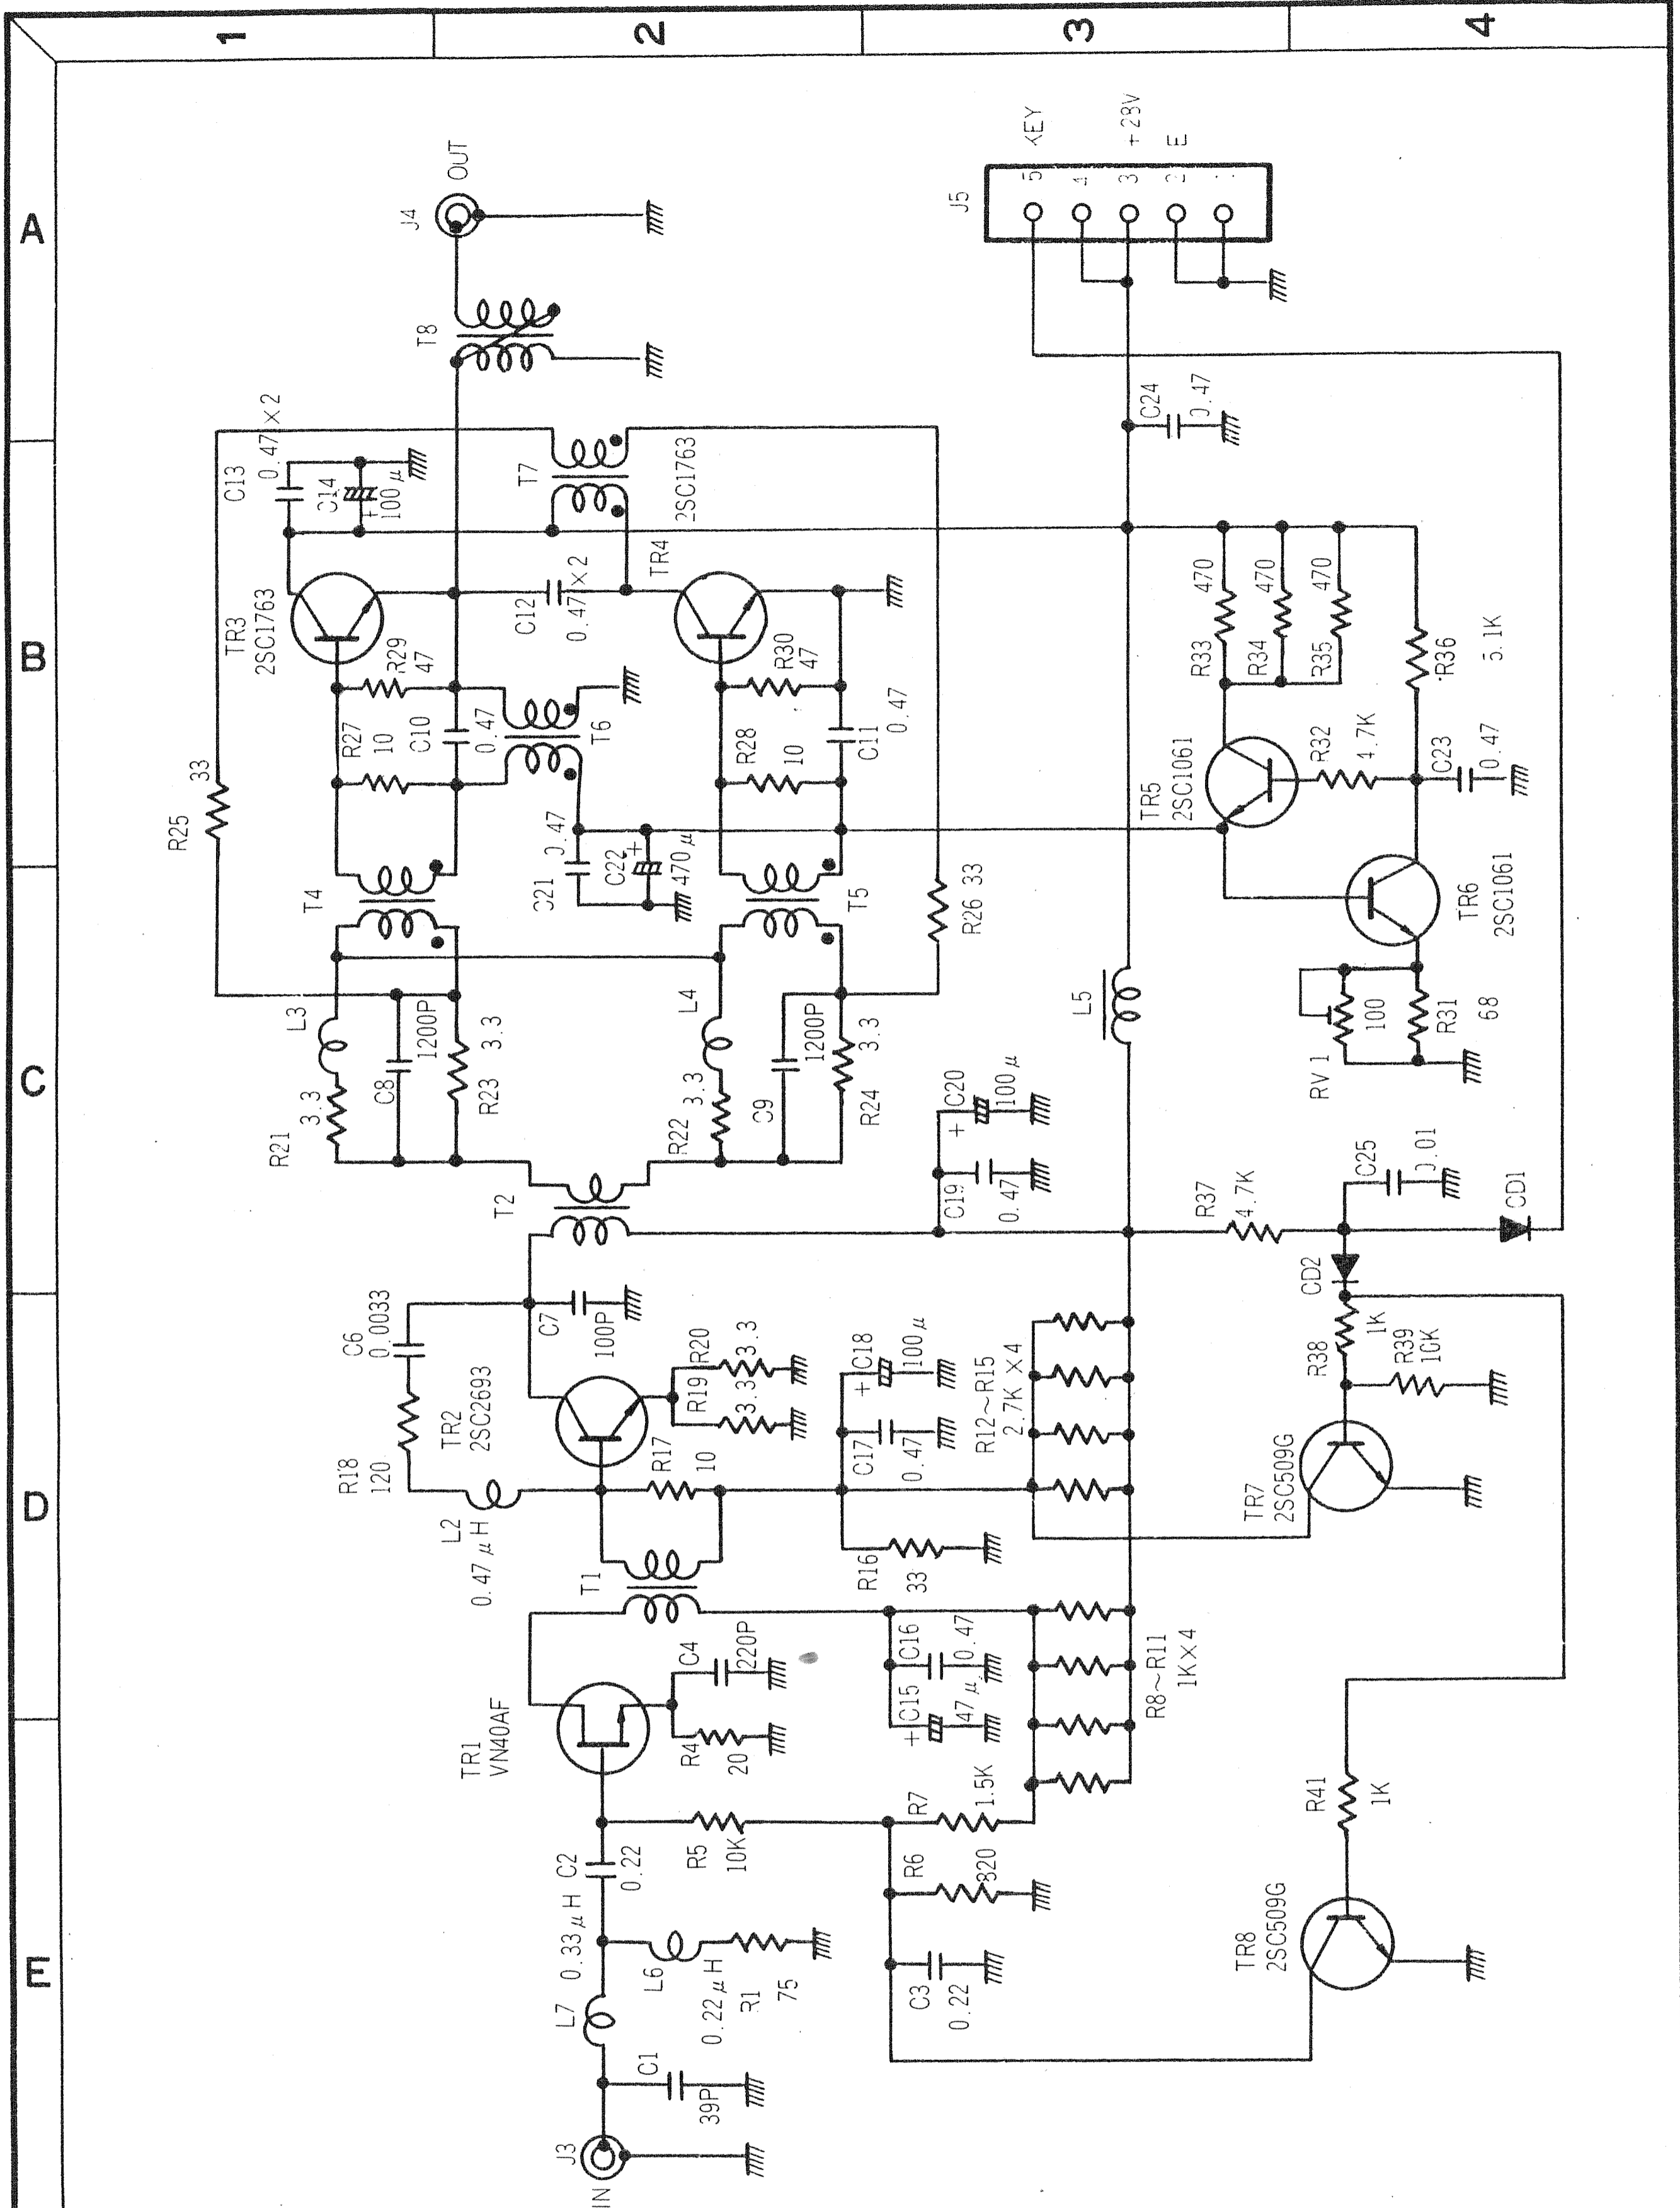 1
2
3
4
A
B
C
D
E
J4
OUT
T8
J5
KEY
+28V
E
5
4
3
2
C24
0.47
C13
0.47×2
C14
+
100μ
T7
2SC1763
TR3
2SC1763
R29
47
R27
10
C10
0.47
C12
0.47×2
TR4
T6
R30
47
R28
10
C11
0.47
R25
33
R33
470
R34
470
R35
470
R36
5.1K
TR5
2SC1061
R32
4.7K
C23
0.47
C21
0.47
C22
+
470μ
T4
T5
R26 33
TR6
2SC1061
L3
L4
L5
C8
1200P
R23
3.3
R21
3.3
R22
3.3
C9
1200P
R24
3.3
RV1
100
R31
68
C20
+
100μ
C19
0.47
T2
R37
4.7K
C25
0.01
CD1
CD2
C6
0.0033
C7
100P
TR2
2SC2693
R19
3.3
R20
3.3
R18
120
R17
10
C18
+
100μ
C17
0.47
R12~R15
2.7K ×4
R38
1K
R39
10K
TR7
2SC509G
L2
0.47μH
T1
R16
33
TR1
VN40AF
C4
220P
R4
20
C16
0.47
C15
+
47μ
R8~R11
1K×4
R7
1.5K
R5
10K
R6
820
R41
1K
C2
0.22
L7
0.33μH
L6
0.22μH
R1
75
C3
0.22
TR8
2SC509G
C1
39P
J3
IN